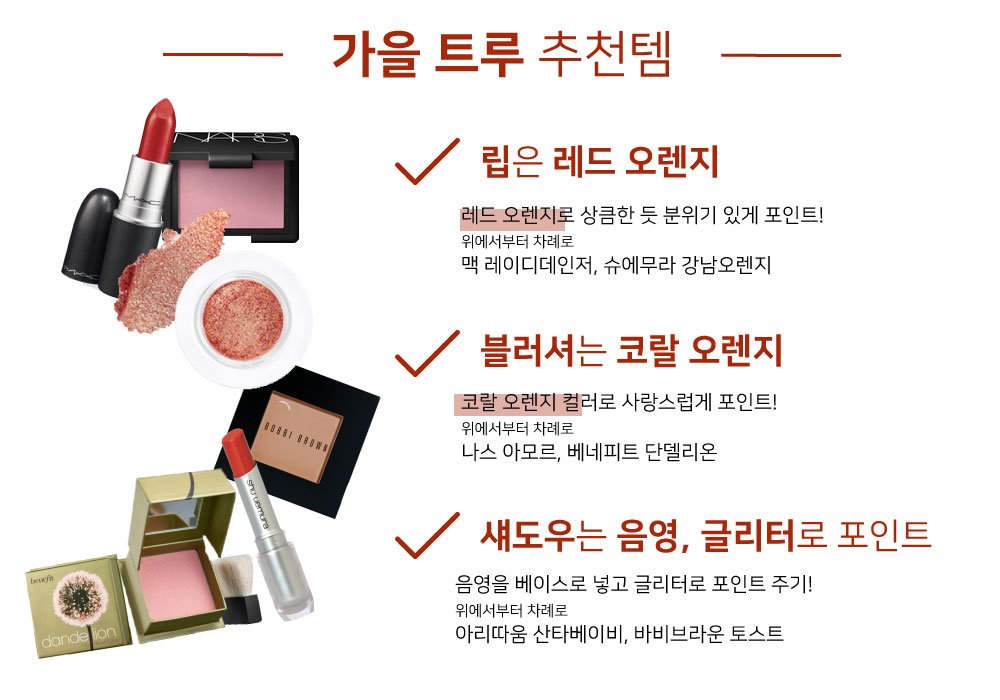 가을 트루 추천템
NARS
MAC
MAC
립은 레드 오렌지
레드 오렌지로 상큼한 듯 분위기 있게 포인트!
위에서부터 차례로
맥 레이디데인저, 슈에무라 강남오렌지
블러셔는 코랄 오렌지
코랄 오렌지 컬러로 사랑스럽게 포인트!
위에서부터 차례로
나스 아모르, 베네피트 단델리온
BOBBI BROWN
shu uemura
섀도우는 음영, 글리터로 포인트
음영을 베이스로 넣고 글리터로 포인트 주기!
위에서부터 차례로
아리따움 산타베이비, 바비브라운 토스트
benefit
dandelion